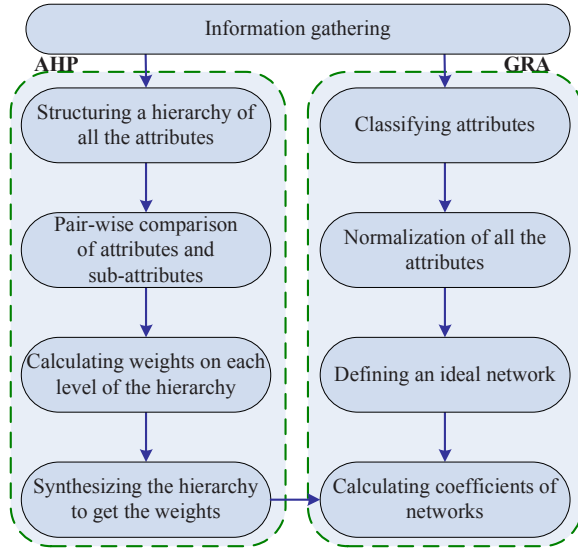 Information gathering
AHP
GRA
Structuring a hierarchy of
all the attributes
Pair-wise comparison
of attributes and
sub-attributes
Calculating weights on each
level of the hierarchy
Synthesizing the hierarchy
to get the weights
Classifying attributes
Normalization of all the
attributes
Defining an ideal network
Calculating coefficients of
networks